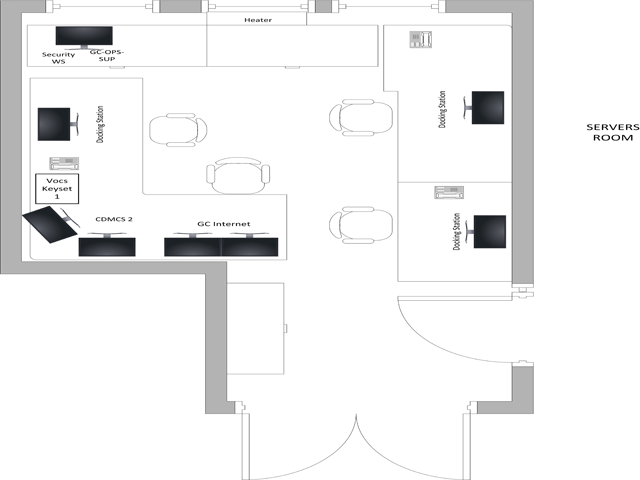 Heater
Security
WS
GC-OPS-
SUP
Docking Station
Docking Station
SERVERS
ROOM
Vocs
Keyset
1
CDMCS 2
GC Internet
Docking Station